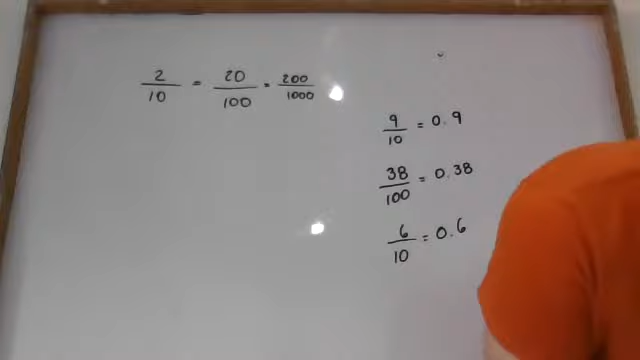 2/10 = 20/100 = 200/1000
9/10 = 0.9
38/100 = 0.38
6/10 = 0.6